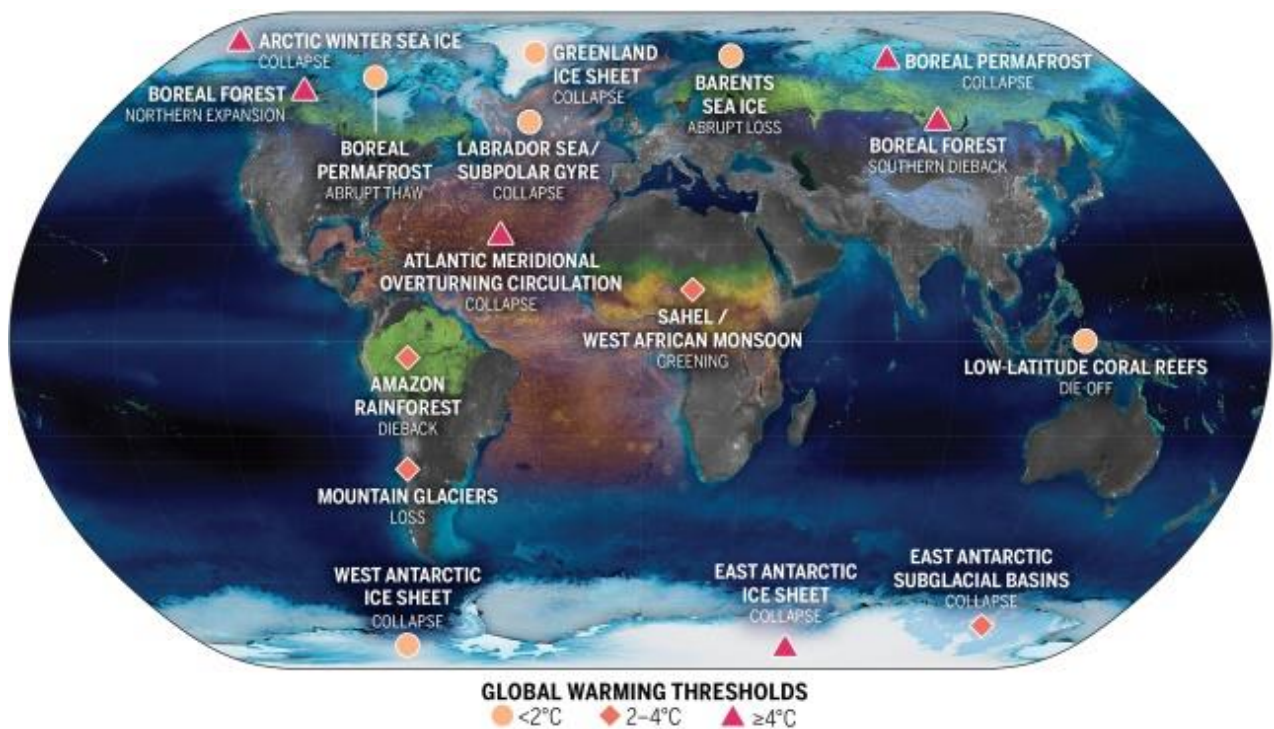 ARCTIC WINTER SEA ICE
COLLAPSE
GREENLAND
ICE SHEET
COLLAPSE
BARENTS
SEA ICE
ABRUPT LOSS
BOREAL PERMAFROST
COLLAPSE
BOREAL FOREST
NORTHERN EXPANSION
BOREAL
PERMAFROST
ABRUPT THAW
LABRADOR SEA/
SUBPOLAR GYRE
COLLAPSE
BOREAL FOREST
SOUTHERN DIEBACK
ATLANTIC MERIDIONAL
OVERTURNING CIRCULATION
COLLAPSE
SAHEL /
WEST AFRICAN MONSOON
GREENING
LOW-LATITUDE CORAL REEFS
DIE-OFF
AMAZON
RAINFOREST
DIEBACK
MOUNTAIN GLACIERS
LOSS
WEST ANTARCTIC
ICE SHEET
COLLAPSE
EAST ANTARCTIC
ICE SHEET
COLLAPSE
EAST ANTARCTIC
SUBGLACIAL BASINS
COLLAPSE
GLOBAL WARMING THRESHOLDS
<2°C 2–4°C ≥4°C